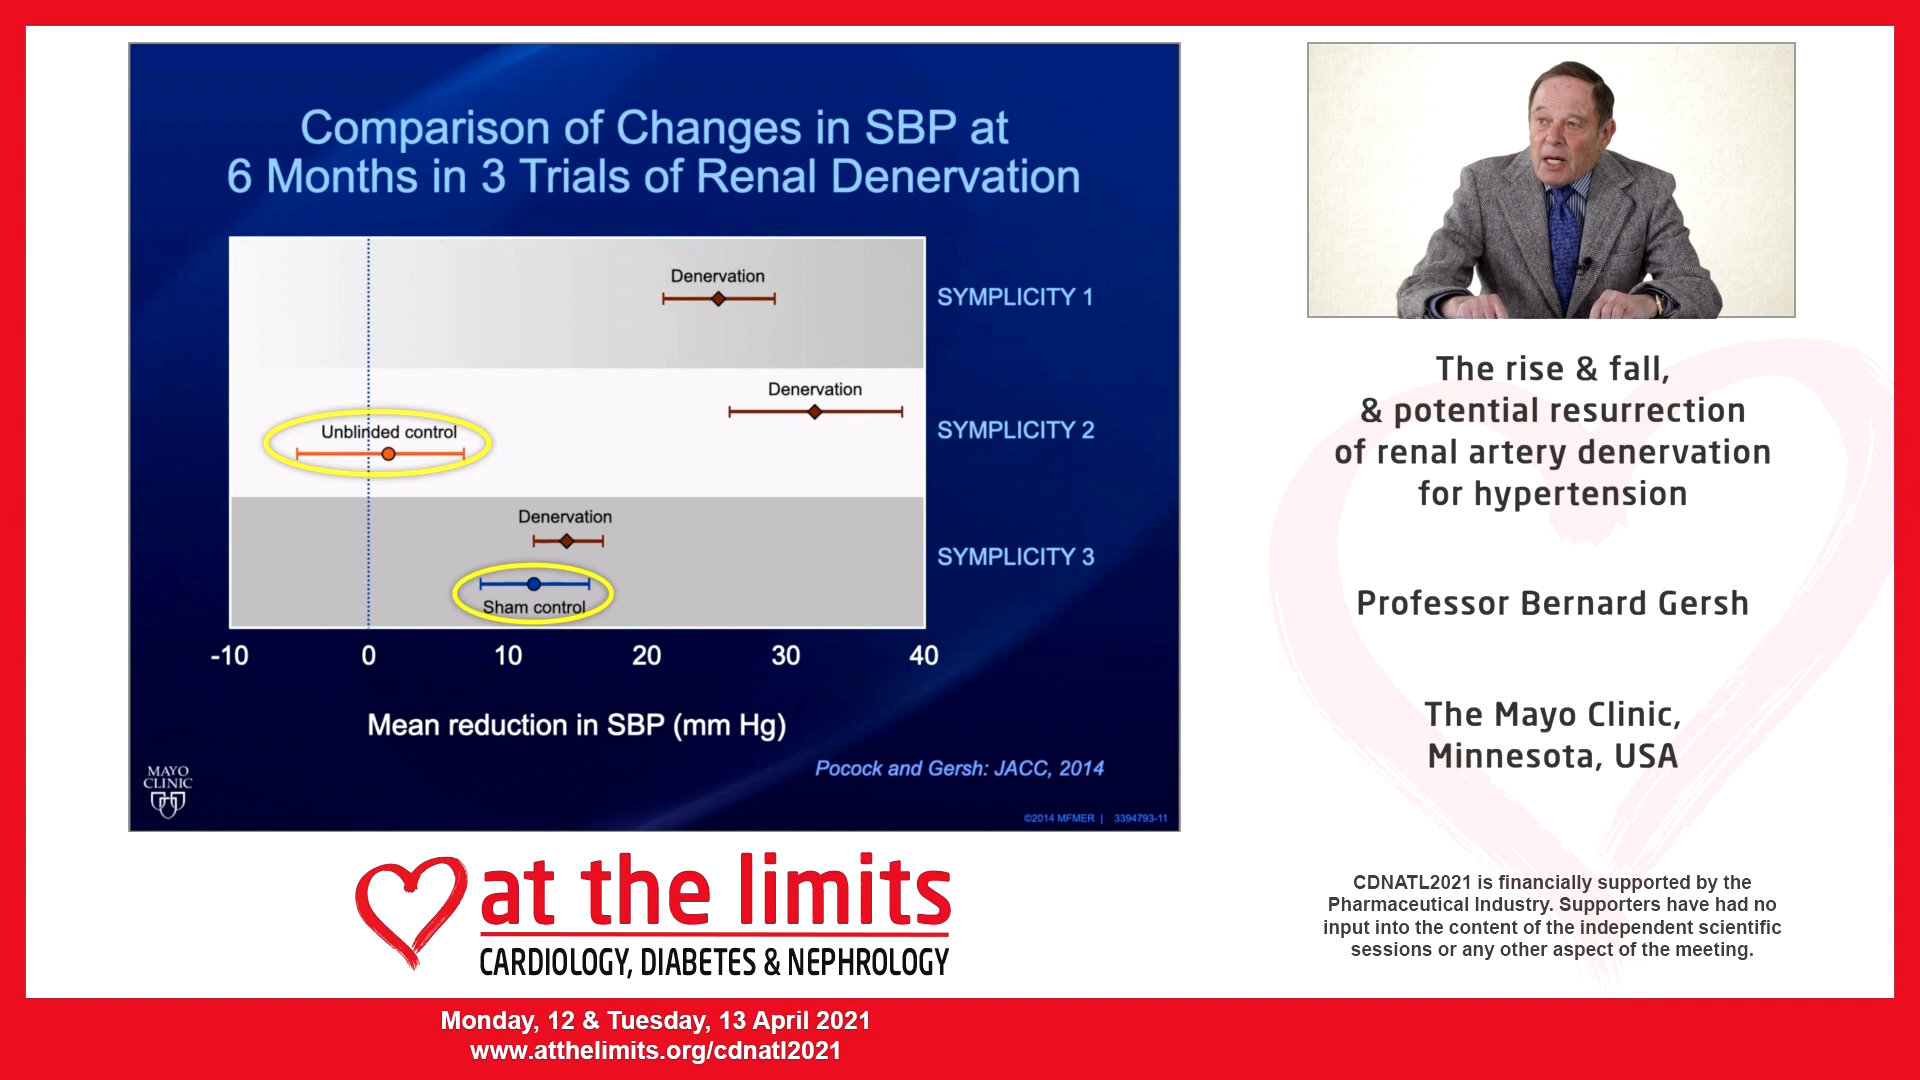 Comparison of Changes in SBP at
6 Months in 3 Trials of Renal Denervation
Denervation
SYMPLICITY 1
Denervation
Unblinded control
SYMPLICITY 2
Denervation
SYMPLICITY 3
Sham control
-10 0 10 20 30 40
Mean reduction in SBP (mm Hg)
Pocock and Gersh: JACC, 2014
MAYO
CLINIC
©2014 MFMER | 3394793-11
The rise & fall,
& potential resurrection
of renal artery denervation
for hypertension
Professor Bernard Gersh
The Mayo Clinic,
Minnesota, USA
CDNATL2021 is financially supported by the
Pharmaceutical Industry. Supporters have had no
input into the content of the independent scientific
sessions or any other aspect of the meeting.
at the limits
CARDIOLOGY, DIABETES & NEPHROLOGY
Monday, 12 & Tuesday, 13 April 2021
www.atthelimits.org/cdnatl2021